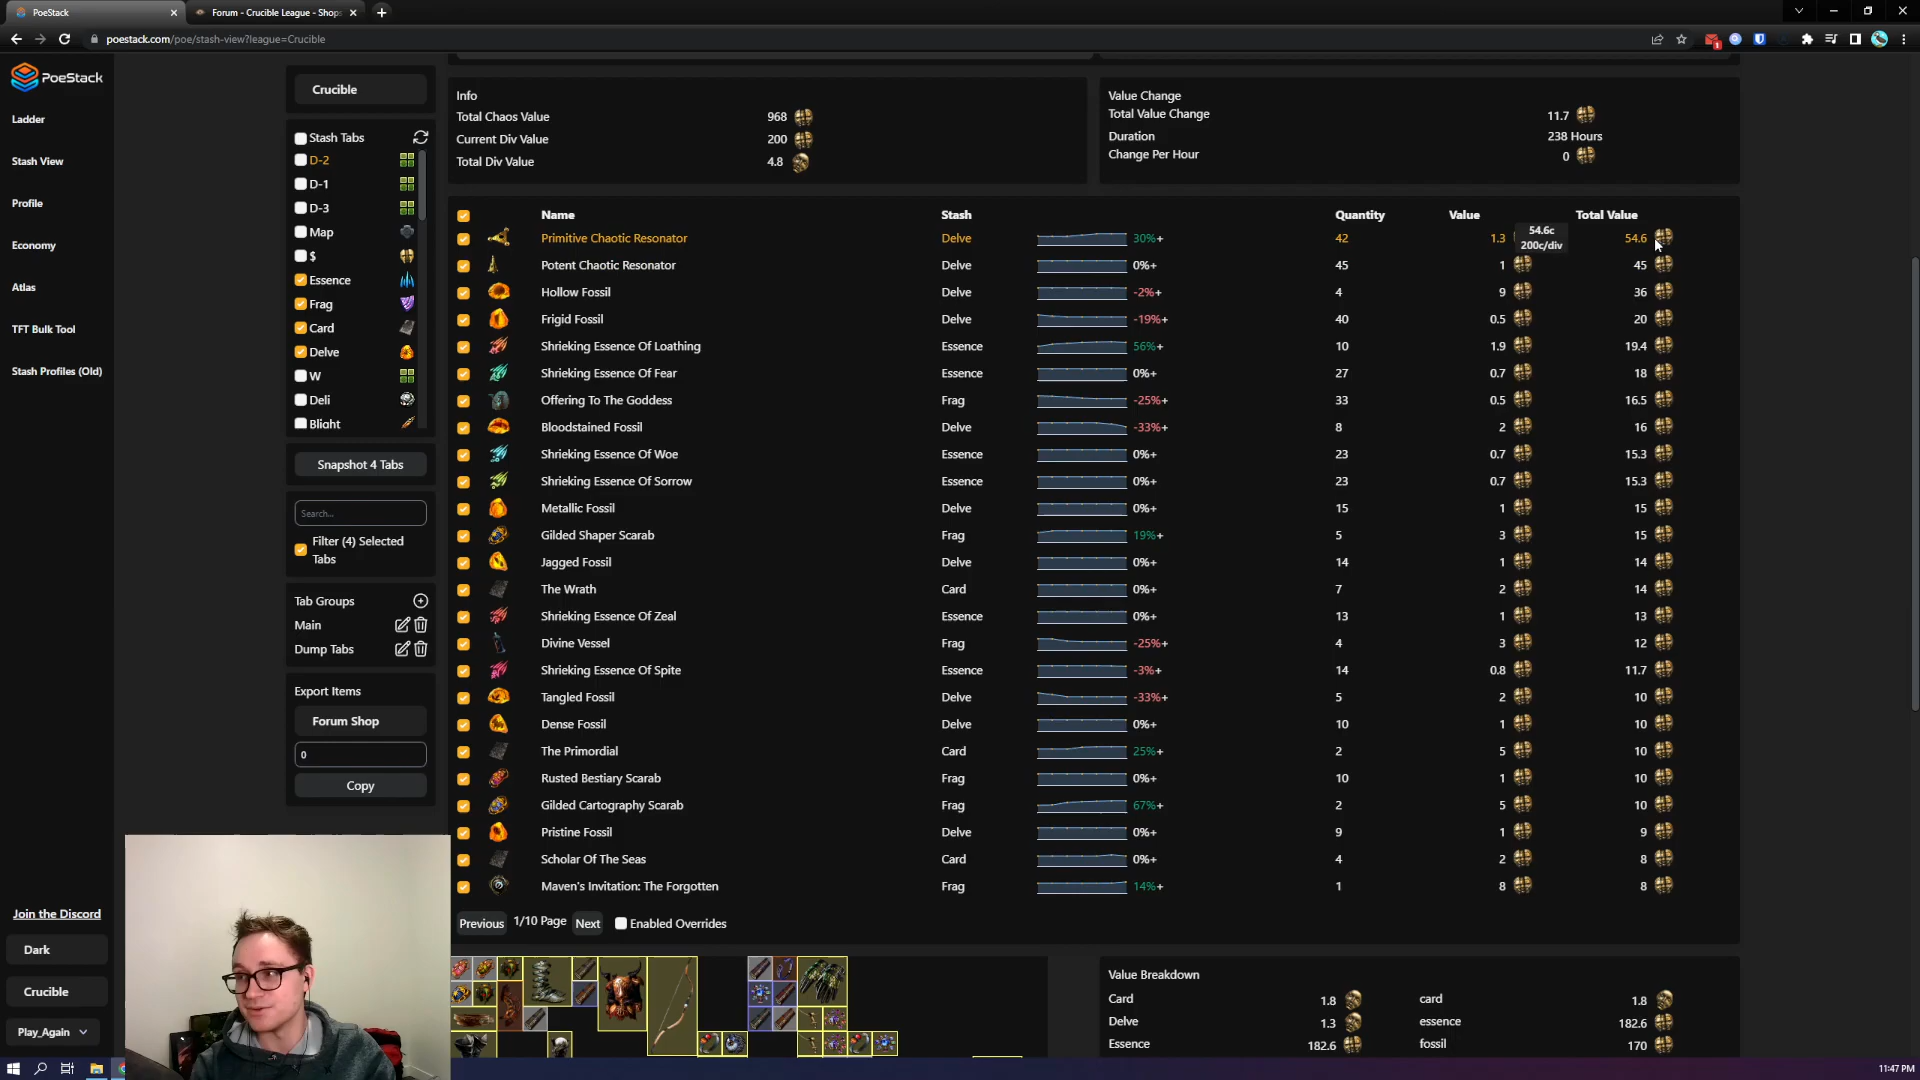 PoeStack
Forum - Crucible League - Shops
poestack.com/poe/stash-view?league=Crucible
PoeStack
Ladder
Stash View
Profile
Economy
Atlas
TFT Bulk Tool
Stash Profiles (Old)
Join the Discord
Dark
Crucible
Play_Again
Crucible
Stash Tabs
D-2
D-1
D-3
Map
$
Essence
Frag
Card
Delve
W
Deli
Blight
Snapshot 4 Tabs
Search...
Filter (4) Selected
Tabs
Tab Groups
Main
Dump Tabs
Export Items
Forum Shop
0
Copy
Info
Total Chaos Value 968
Current Div Value 200
Total Div Value 4.8
Value Change
Total Value Change 11.7
Duration 238 Hours
Change Per Hour 0
Name Stash Quantity Value Total Value
Primitive Chaotic Resonator Delve 30%+ 42 1.3 54.6
54.6c
200c/div
Potent Chaotic Resonator Delve 0%+ 45 1 45
Hollow Fossil Delve -2%+ 4 9 36
Frigid Fossil Delve -19%+ 40 0.5 20
Shrieking Essence Of Loathing Essence 56%+ 10 1.9 19.4
Shrieking Essence Of Fear Essence 0%+ 27 0.7 18
Offering To The Goddess Frag -25%+ 33 0.5 16.5
Bloodstained Fossil Delve -33%+ 8 2 16
Shrieking Essence Of Woe Essence 0%+ 23 0.7 15.3
Shrieking Essence Of Sorrow Essence 0%+ 23 0.7 15.3
Metallic Fossil Delve 0%+ 15 1 15
Gilded Shaper Scarab Frag 19%+ 5 3 15
Jagged Fossil Delve 0%+ 14 1 14
The Wrath Card 0%+ 7 2 14
Shrieking Essence Of Zeal Essence 0%+ 13 1 13
Divine Vessel Frag -25%+ 4 3 12
Shrieking Essence Of Spite Essence -3%+ 14 0.8 11.7
Tangled Fossil Delve -33%+ 5 2 10
Dense Fossil Delve 0%+ 10 1 10
The Primordial Card 25%+ 2 5 10
Rusted Bestiary Scarab Frag 0%+ 10 1 10
Gilded Cartography Scarab Frag 67%+ 2 5 10
Pristine Fossil Delve 0%+ 9 1 9
Scholar Of The Seas Card 0%+ 4 2 8
Maven's Invitation: The Forgotten Frag 14%+ 1 8 8
Previous 1/10 Page Next Enabled Overrides
Value Breakdown
Card 1.8 card 1.8
Delve 1.3 essence 182.6
Essence 182.6 fossil 170
11:47 PM